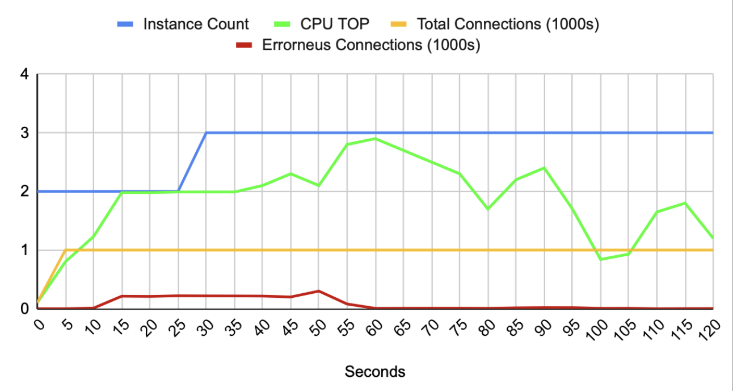 Instance Count CPU TOP Total Connections (1000s)
Errorneus Connections (1000s)
4
3
2
1
0
0 5 10 15 20 25 30 35 40 45 50 55 60 65 70 75 80 85 90 95 100 105 110 115 120
Seconds